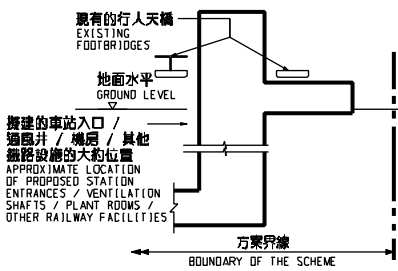 現有的行人天橋
EXISTING
FOOTBRIDGES
地面水平
GROUND LEVEL
擬建的車站入口 /
通風井 / 機房 / 其他
鐵路設施的大約位置
APPROXIMATE LOCATION
OF PROPOSED STATION
ENTRANCES / VENTILATION
SHAFTS / PLANT ROOMS /
OTHER RAILWAY FACILITIES
方案界線
BOUNDARY OF THE SCHEME